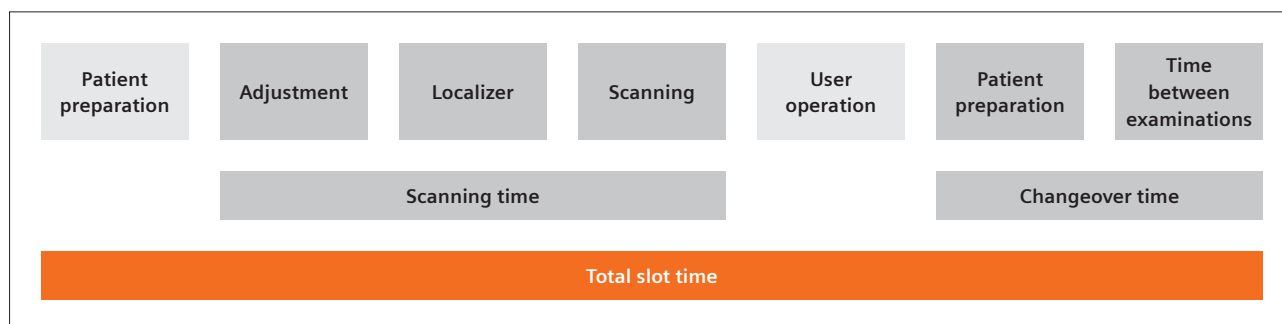 Patient
preparation
Adjustment
Localizer
Scanning
User
operation
Patient
preparation
Time
between
examinations
Scanning time
Changeover time
Total slot time